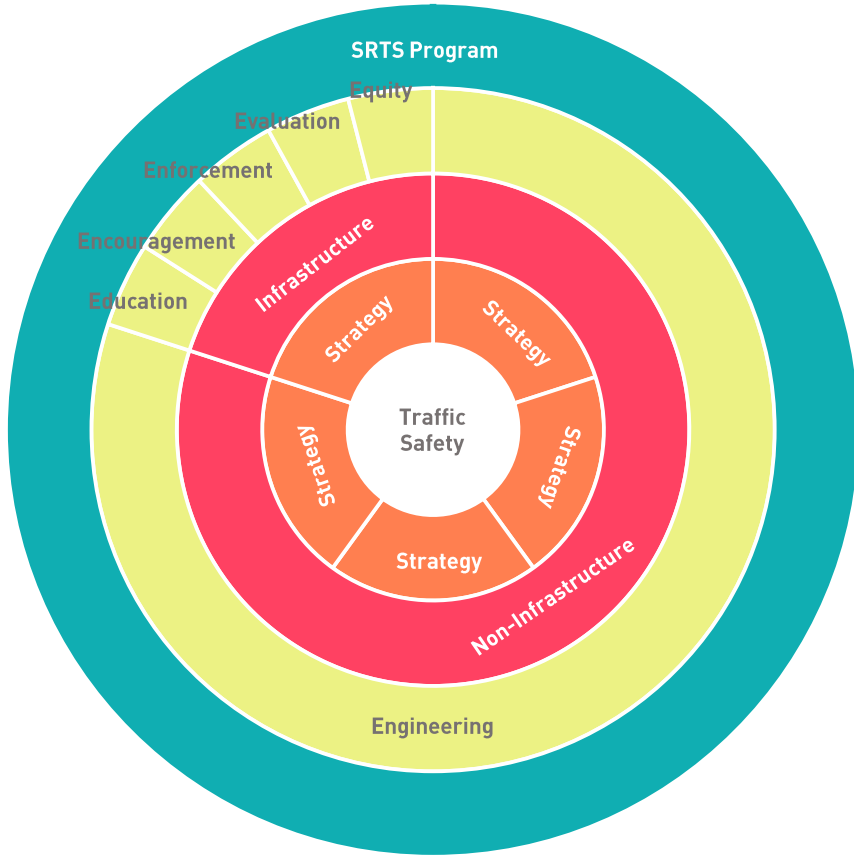 SRTS Program
Equity
Evaluation
Enforcement
Encouragement
Education
Infrastructure
Strategy
Strategy
Traffic
Safety
Strategy
Strategy
Strategy
Non-Infrastructure
Engineering